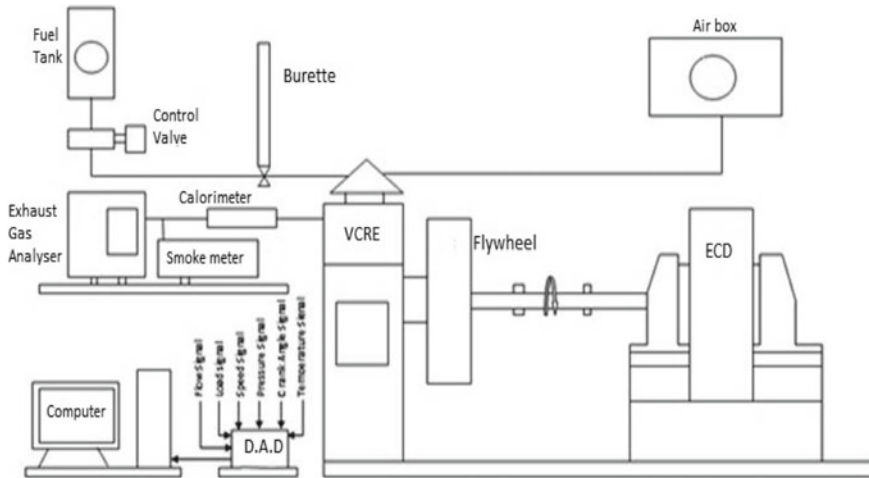 Fuel
Tank
Air box
Burette
Control
Valve
Calorimeter
Exhaust
Gas
Analyser
Smoke meter
VCRE
Flywheel
ECD
Flow Signal
Load signal
Speed Signal
Pressure Signal
Crank Angle Signal
Temperature Signal
Computer
D.A.D